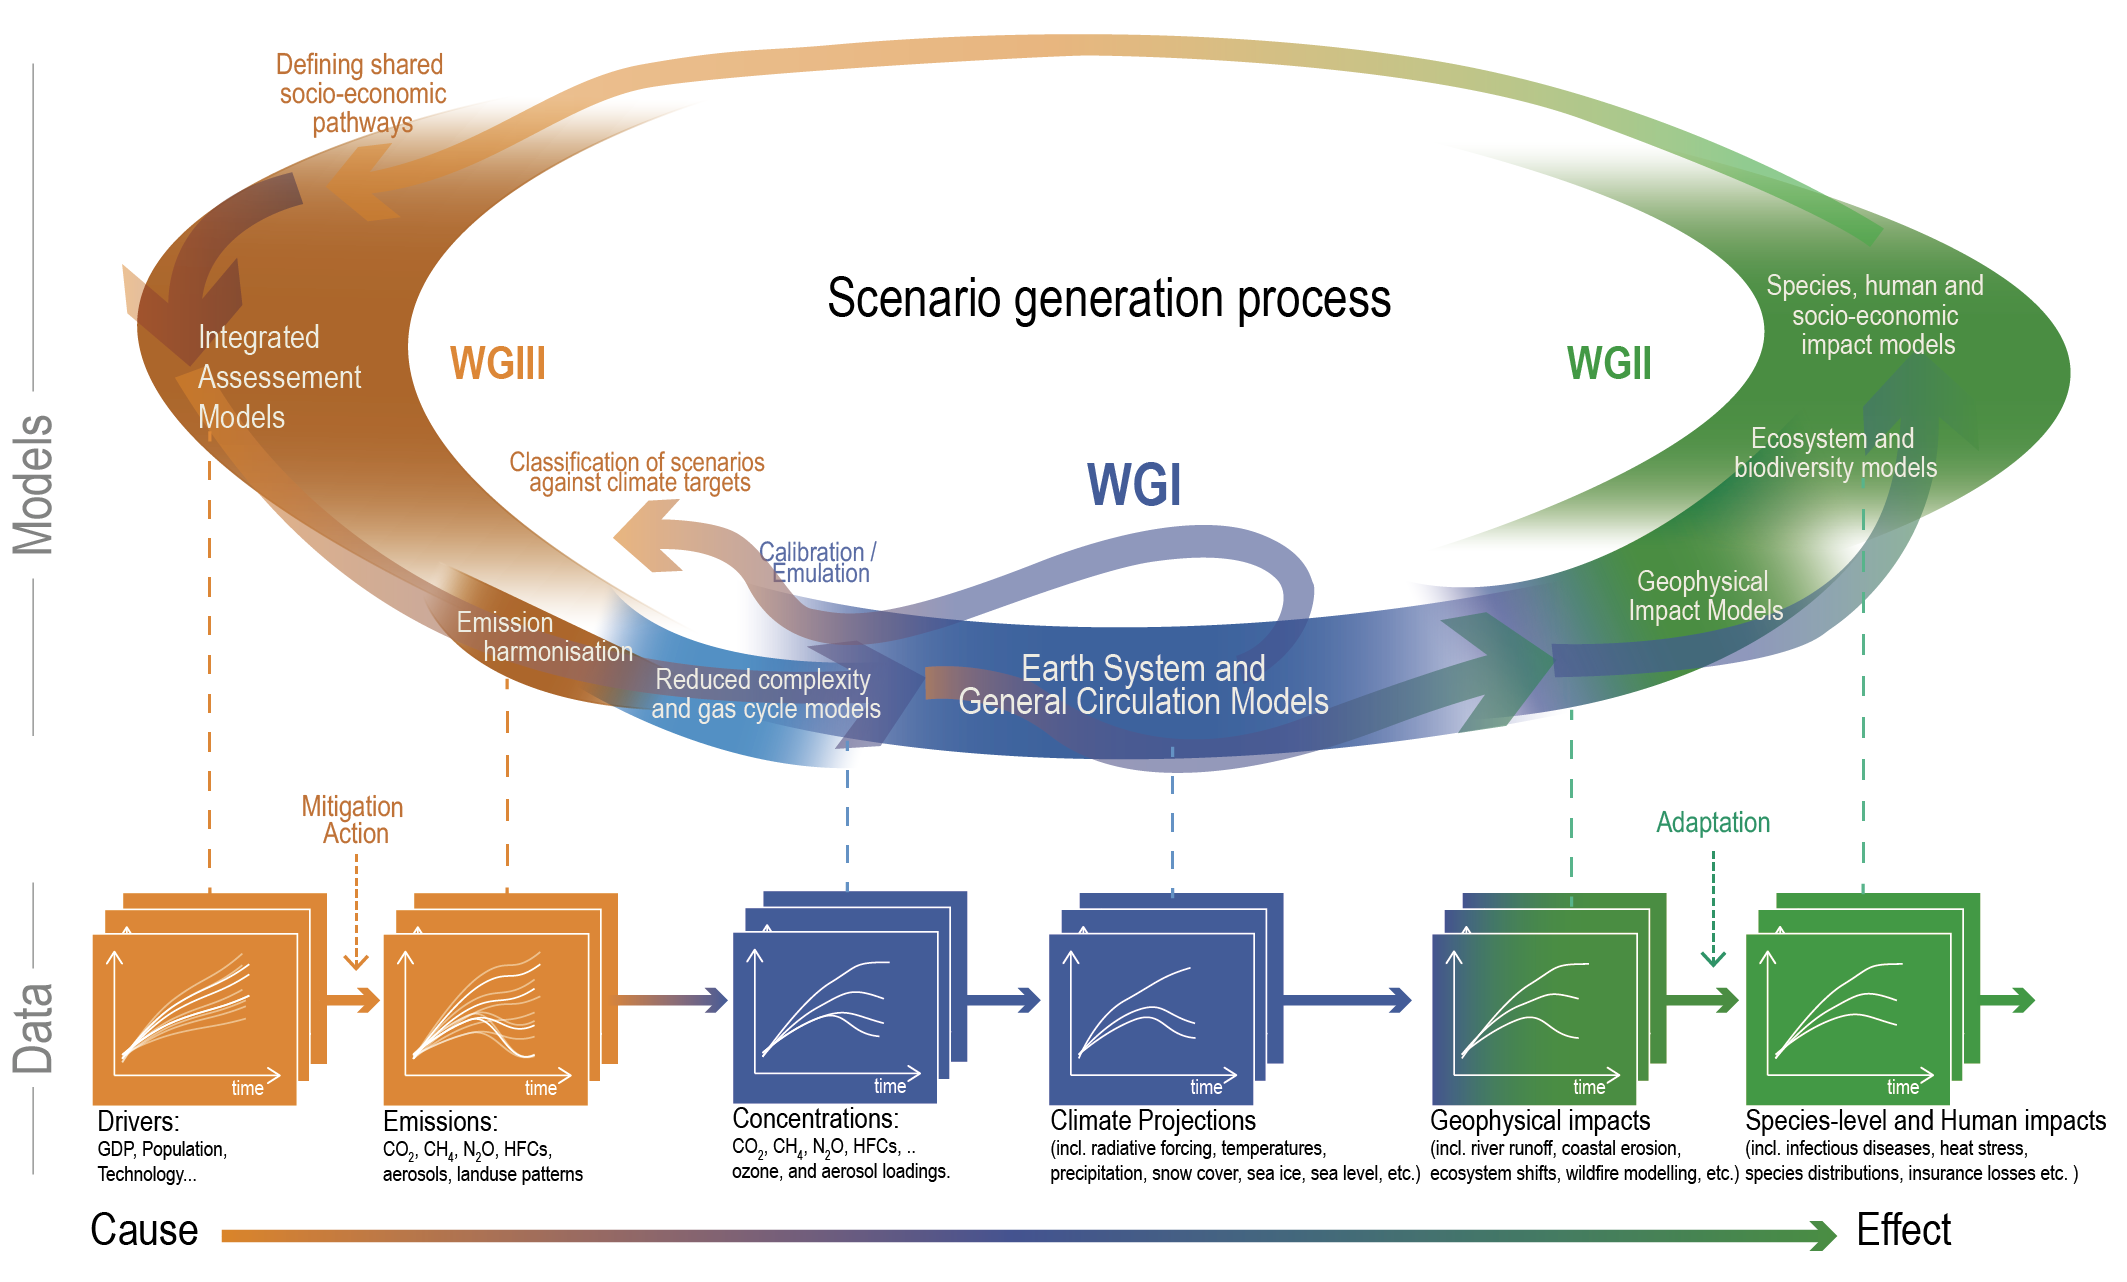 Defining shared
socio-economic
pathways
Scenario generation process
WGIII
WGII
WGI
Integrated
Assessement
Models
Species, human and
socio-economic
impact models
Ecosystem and
biodiversity models
Classification of scenarios
against climate targets
Calibration /
Emulation
Geophysical
Impact Models
Emission
harmonisation
Reduced complexity
and gas cycle models
Earth System and
General Circulation Models
Models
Mitigation
Action
Adaptation
Data
time
time
time
time
time
time
Drivers:
GDP, Population,
Technology...
Emissions:
CO₂, CH₄, N₂O, HFCs,
aerosols, landuse patterns
Concentrations:
CO₂, CH₄, N₂O, HFCs, ..
ozone, and aerosol loadings.
Climate Projections
(incl. radiative forcing, temperatures,
precipitation, snow cover, sea ice, sea level, etc.)
Geophysical impacts
(incl. river runoff, coastal erosion,
ecosystem shifts, wildfire modelling, etc.)
Species-level and Human impacts
(incl. infectious diseases, heat stress,
species distributions, insurance losses etc. )
Cause
Effect